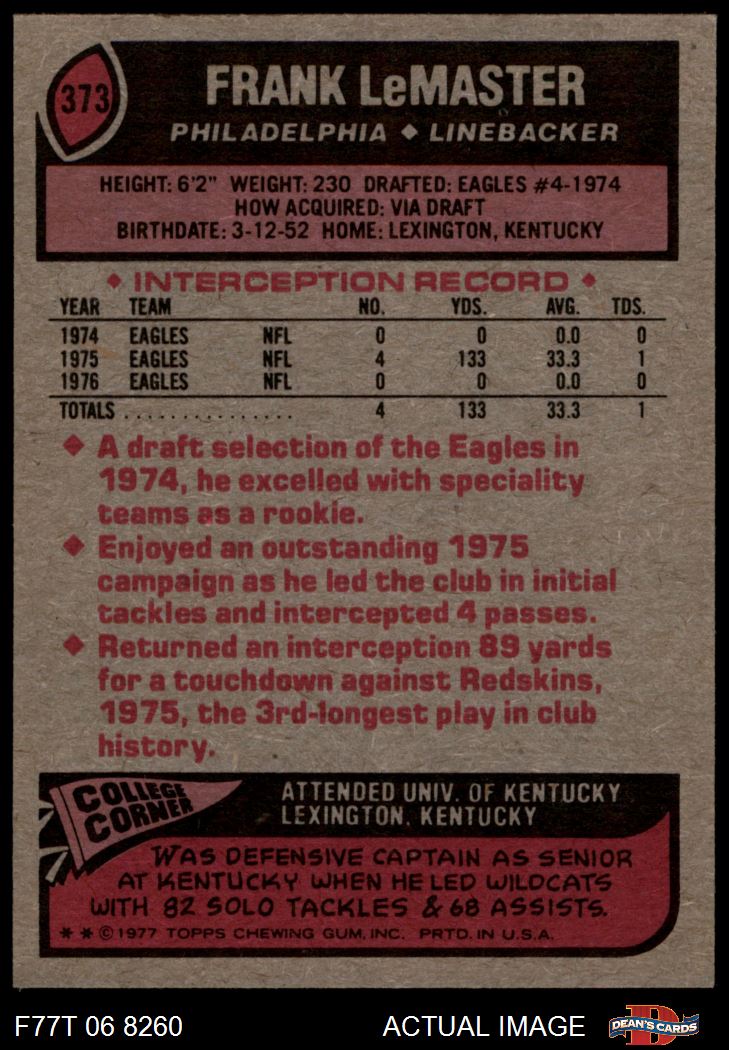 373
FRANK LeMASTER
PHILADELPHIA ◆ LINEBACKER
HEIGHT: 6'2" WEIGHT: 230 DRAFTED: EAGLES #4-1974
HOW ACQUIRED: VIA DRAFT
BIRTHDATE: 3-12-52 HOME: LEXINGTON, KENTUCKY
◆ INTERCEPTION RECORD ◆
YEAR TEAM NO. YDS. AVG. TDS.
1974 EAGLES NFL 0 0 0.0 0
1975 EAGLES NFL 4 133 33.3 1
1976 EAGLES NFL 0 0 0.0 0
TOTALS . . . . . . . . . . . . . . . 4 133 33.3 1
◆ A draft selection of the Eagles in
1974, he excelled with speciality
teams as a rookie.
◆ Enjoyed an outstanding 1975
campaign as he led the club in initial
tackles and intercepted 4 passes.
◆ Returned an interception 89 yards
for a touchdown against Redskins,
1975, the 3rd-longest play in club
history.
COLLEGE
CORNER
ATTENDED UNIV. OF KENTUCKY
LEXINGTON, KENTUCKY
WAS DEFENSIVE CAPTAIN AS SENIOR
AT KENTUCKY WHEN HE LED WILDCATS
WITH 82 SOLO TACKLES & 68 ASSISTS.
* * © 1977 TOPPS CHEWING GUM, INC. PRTD. IN U.S.A.
F77T 06 8260 ACTUAL IMAGE DEAN'S CARDS